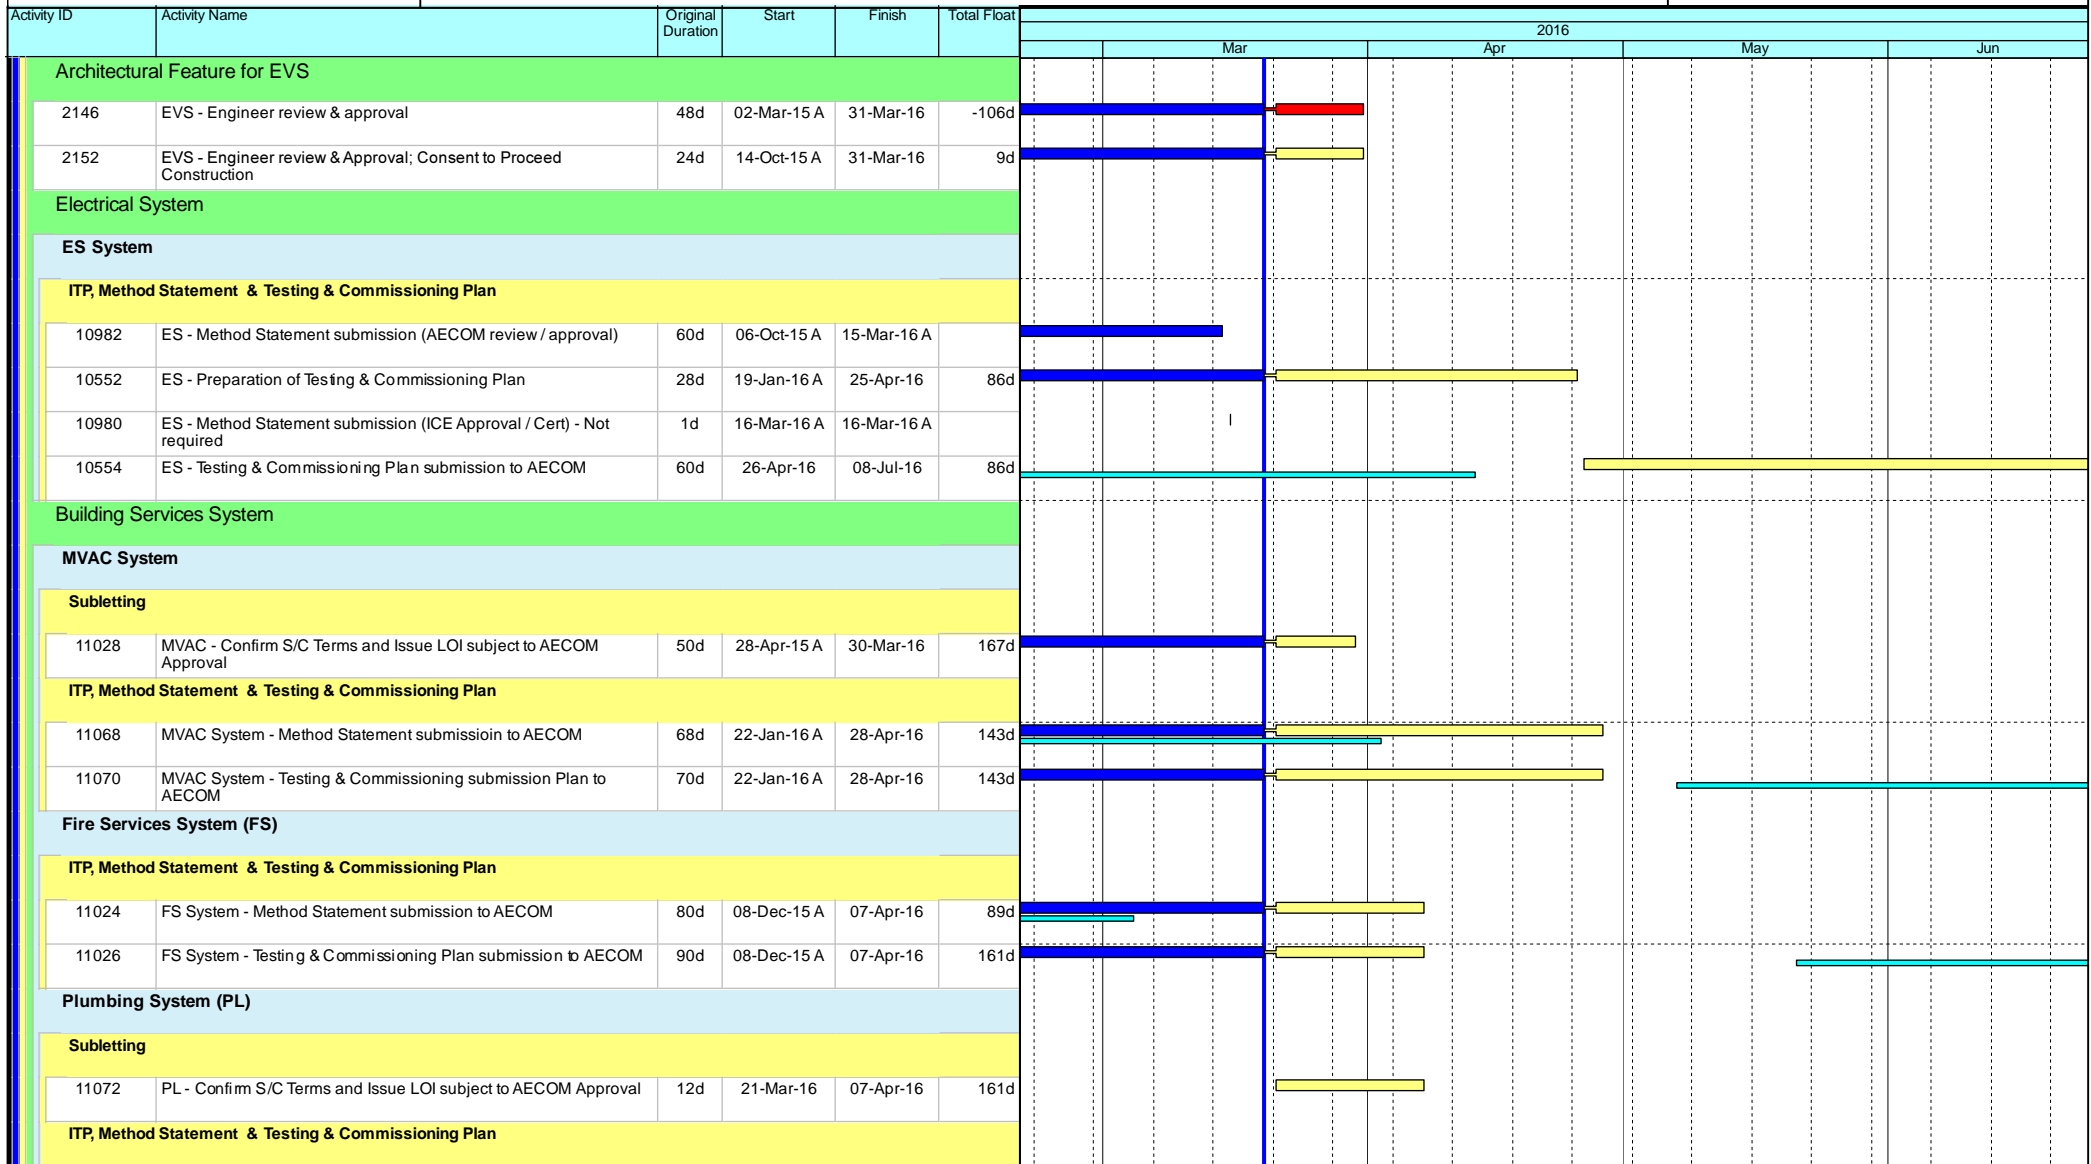 Activity ID Activity Name Original Duration Start Finish Total Float
2016
Mar Apr May Jun
Architectural Feature for EVS
2146 EVS - Engineer review & approval 48d 02-Mar-15 A 31-Mar-16 -106d
2152 EVS - Engineer review & Approval; Consent to Proceed 24d 14-Oct-15 A 31-Mar-16 9d
Construction
Electrical System
ES System
ITP, Method Statement & Testing & Commissioning Plan
10982 ES - Method Statement submission (AECOM review / approval) 60d 06-Oct-15 A 15-Mar-16 A
10552 ES - Preparation of Testing & Commissioning Plan 28d 19-Jan-16 A 25-Apr-16 86d
10980 ES - Method Statement submission (ICE Approval / Cert) - Not 1d 16-Mar-16 A 16-Mar-16 A
required
10554 ES - Testing & Commissioning Plan submission to AECOM 60d 26-Apr-16 08-Jul-16 86d
Building Services System
MVAC System
Subletting
11028 MVAC - Confirm S/C Terms and Issue LOI subject to AECOM 50d 28-Apr-15 A 30-Mar-16 167d
Approval
ITP, Method Statement & Testing & Commissioning Plan
11068 MVAC System - Method Statement submissioin to AECOM 68d 22-Jan-16 A 28-Apr-16 143d
11070 MVAC System - Testing & Commissioning submission Plan to 70d 22-Jan-16 A 28-Apr-16 143d
AECOM
Fire Services System (FS)
ITP, Method Statement & Testing & Commissioning Plan
11024 FS System - Method Statement submission to AECOM 80d 08-Dec-15 A 07-Apr-16 89d
11026 FS System - Testing & Commissioning Plan submission to AECOM 90d 08-Dec-15 A 07-Apr-16 161d
Plumbing System (PL)
Subletting
11072 PL - Confirm S/C Terms and Issue LOI subject to AECOM Approval 12d 21-Mar-16 07-Apr-16 161d
ITP, Method Statement & Testing & Commissioning Plan